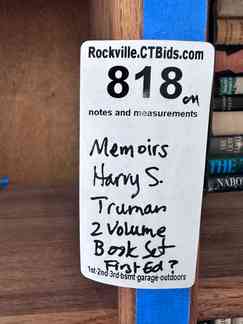 Rockville.CTBids.com
818 on
notes and measurements
Memoirs
Harry S.
Truman
2 Volume
Book Set
First Ed?
1st 2nd 3rd bsmt garage outdoors
THE